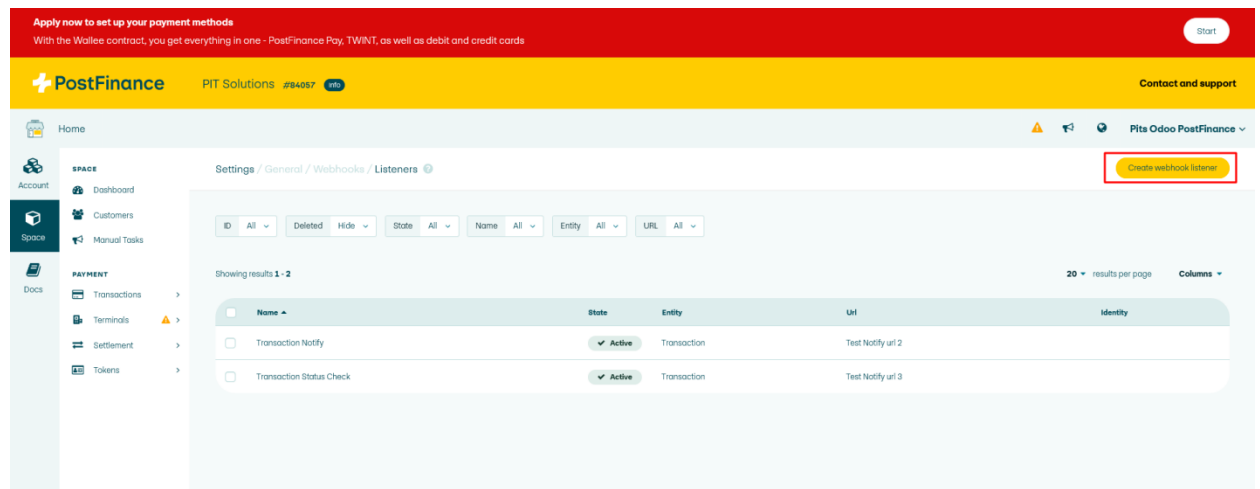 Apply now to set up your payment methods
With the Wallee contract, you get everything in one - PostFinance Pay, TWINT, as well as debit and credit cards
Start
PostFinance
PIT Solutions #84057 info
Contact and support
Home
Pits Odoo PostFinance
Account
Space
Docs
SPACE
Dashboard
Customers
Manual Tasks
PAYMENT
Transactions
Terminals
Settlement
Tokens
Settings / General / Webhooks / Listeners
Create webhook listener
ID All
Deleted Hide
State All
Name All
Entity All
URL All
Showing results 1 - 2
20 results per page
Columns
Name State Entity Url Identity
Transaction Notify Active Transaction Test Notify url 2
Transaction Status Check Active Transaction Test Notify url 3